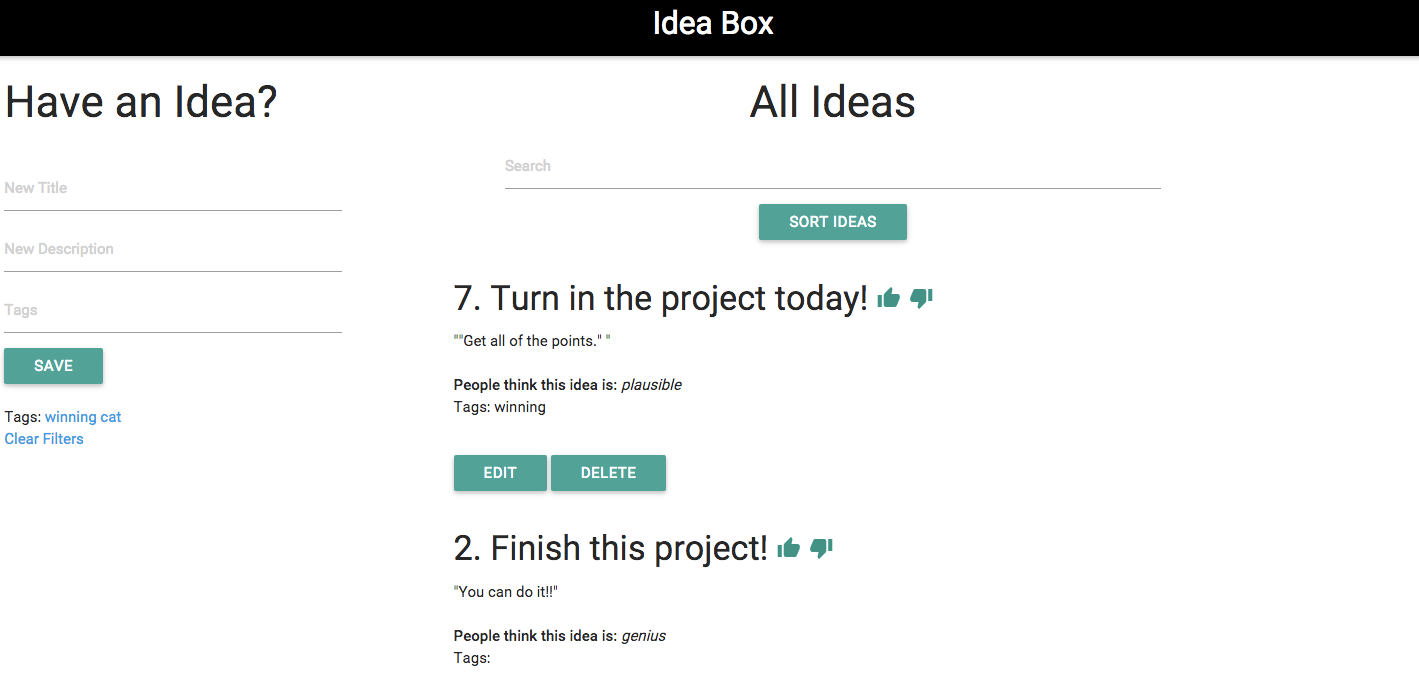 Idea Box
Have an Idea?
New Title
New Description
Tags
SAVE
Tags: winning cat
Clear Filters
All Ideas
Search
SORT IDEAS
7. Turn in the project today!
""Get all of the points." "
People think this idea is: plausible
Tags: winning
EDIT DELETE
2. Finish this project!
"You can do it!!"
People think this idea is: genius
Tags: